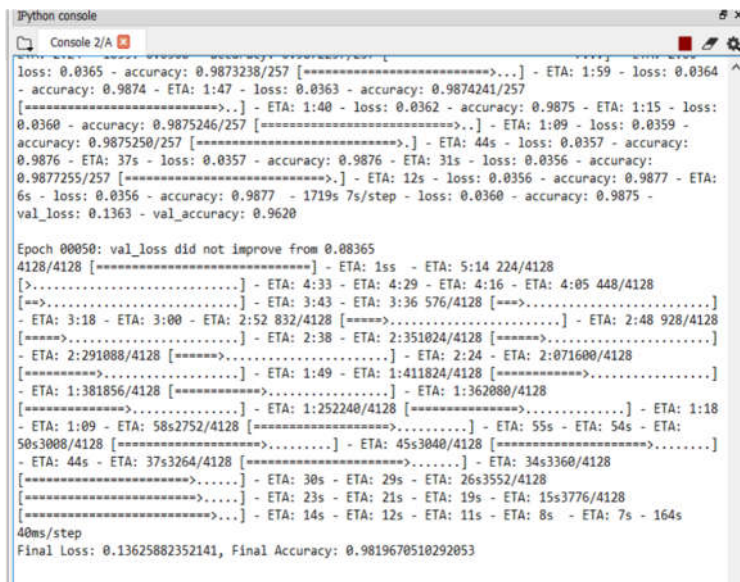 IPython console
Console 2/A
loss: 0.0365 - accuracy: 0.9873238/257 [==========================>...] - ETA: 1:59 - loss: 0.0364
- accuracy: 0.9874 - ETA: 1:47 - loss: 0.0363 - accuracy: 0.9874241/257
[===========================>..] - ETA: 1:40 - loss: 0.0362 - accuracy: 0.9875 - ETA: 1:15 - loss:
0.0360 - accuracy: 0.9875246/257 [===========================>..] - ETA: 1:09 - loss: 0.0359 -
accuracy: 0.9875250/257 [============================>.] - ETA: 44s - loss: 0.0357 - accuracy:
0.9876 - ETA: 37s - loss: 0.0357 - accuracy: 0.9876 - ETA: 31s - loss: 0.0356 - accuracy:
0.9877255/257 [============================>.] - ETA: 12s - loss: 0.0356 - accuracy: 0.9877 - ETA:
6s - loss: 0.0356 - accuracy: 0.9877  - 1719s 7s/step - loss: 0.0360 - accuracy: 0.9875 -
val_loss: 0.1363 - val_accuracy: 0.9620
Epoch 00050: val_loss did not improve from 0.08365
4128/4128 [==============================] - ETA: 1ss  - ETA: 5:14 224/4128
[>.............................] - ETA: 4:33 - ETA: 4:29 - ETA: 4:16 - ETA: 4:05 448/4128
[==>...........................] - ETA: 3:43 - ETA: 3:36 576/4128 [===>..........................]
- ETA: 3:18 - ETA: 3:00 - ETA: 2:52 832/4128 [=====>........................] - ETA: 2:48 928/4128
[=====>........................] - ETA: 2:38 - ETA: 2:351024/4128 [======>.......................]
- ETA: 2:291088/4128 [======>.......................] - ETA: 2:24 - ETA: 2:071600/4128
[==========>...................] - ETA: 1:49 - ETA: 1:411824/4128 [============>.................]
- ETA: 1:381856/4128 [============>.................] - ETA: 1:362080/4128
[==============>...............] - ETA: 1:252240/4128 [===============>..............] - ETA: 1:18
- ETA: 1:09 - ETA: 58s2752/4128 [===================>..........] - ETA: 55s - ETA: 54s - ETA:
50s3008/4128 [====================>.........] - ETA: 45s3040/4128 [=====================>........]
- ETA: 44s - ETA: 37s3264/4128 [======================>.......] - ETA: 34s3360/4128
[=======================>......] - ETA: 30s - ETA: 29s - ETA: 26s3552/4128
[========================>.....] - ETA: 23s - ETA: 21s - ETA: 19s - ETA: 15s3776/4128
[==========================>...] - ETA: 14s - ETA: 12s - ETA: 11s - ETA: 8s  - ETA: 7s - 164s
40ms/step
Final Loss: 0.13625882352141, Final Accuracy: 0.9819670510292053